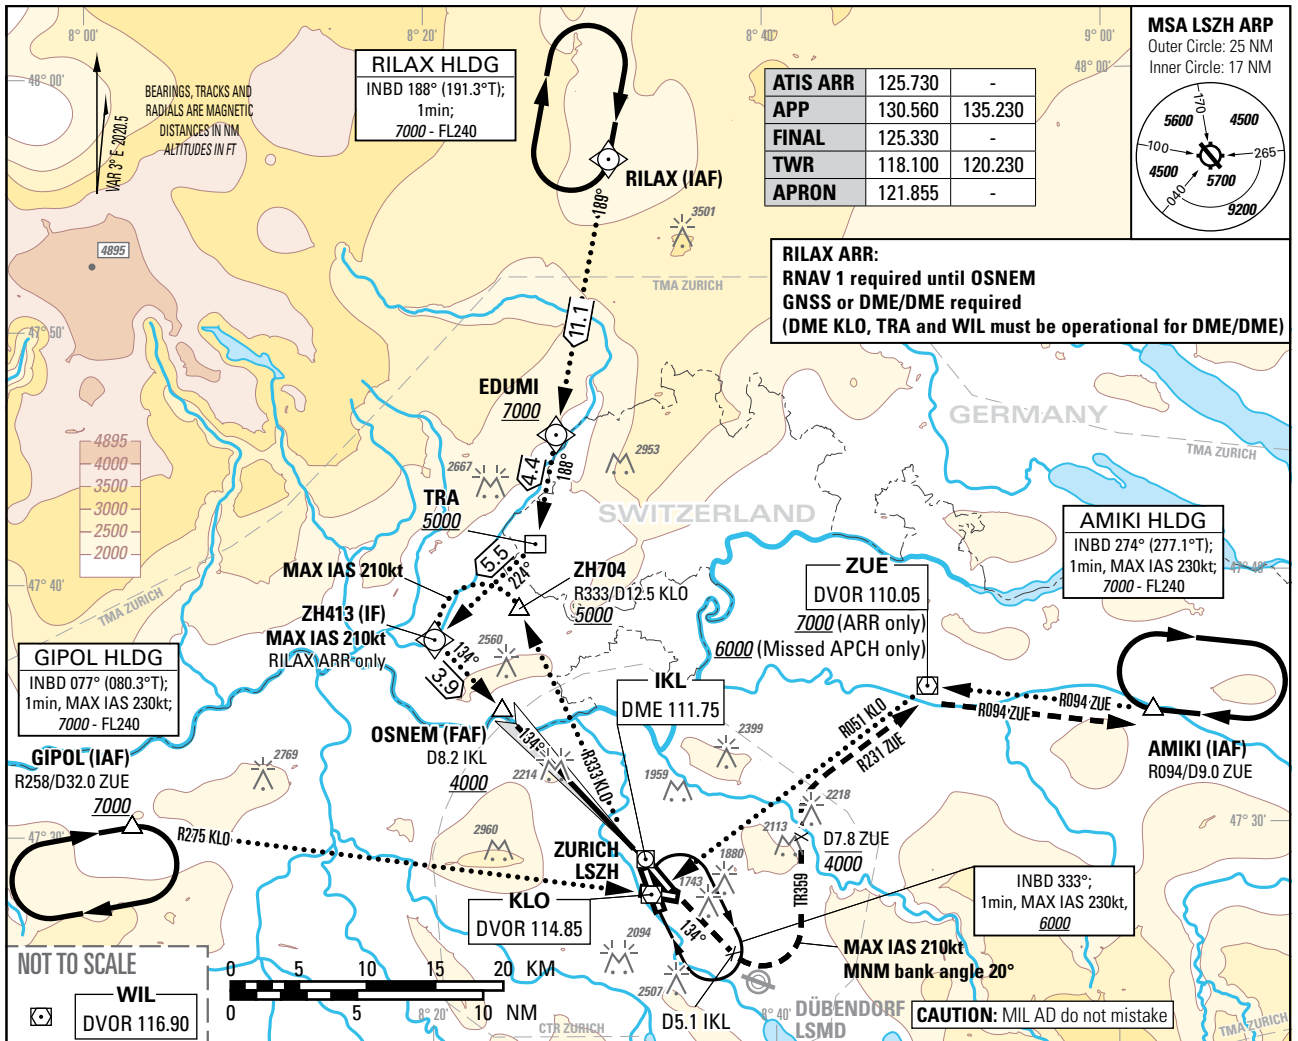 8° 00'
8° 20'
8° 40'
9° 00'
48° 00'
48° 00'
BEARINGS, TRACKS AND
RADIALS ARE MAGNETIC
DISTANCES IN NM
ALTITUDES IN FT
VAR 3° E 2020.5
RILAX HLDG
INBD 188° (191.3°T);
1min;
7000 - FL240
ATIS ARR 125.730 -
APP 130.560 135.230
FINAL 125.330 -
TWR 118.100 120.230
APRON 121.855 -
MSA LSZH ARP
Outer Circle: 25 NM
Inner Circle: 17 NM
170
5600
4500
100
265
4500
5700
040
9200
RILAX (IAF)
189°
3501
4895
TMA ZURICH
RILAX ARR:
RNAV 1 required until OSNEM
GNSS or DME/DME required
(DME KLO, TRA and WIL must be operational for DME/DME)
47° 50'
11.1
EDUMI
7000
GERMANY
TMA ZURICH
4895
4000
3500
3000
2500
2000
2667
4.4
188°
2953
TRA
5000
SWITZERLAND
AMIKI HLDG
INBD 274° (277.1°T);
1min, MAX IAS 230kt;
7000 - FL240
47° 40'
47° 40'
MAX IAS 210kt
5.5
224°
ZH704
R333/D12.5 KLO
5000
ZUE
DVOR 110.05
7000 (ARR only)
6000 (Missed APCH only)
TMA ZURICH
ZH413 (IF)
MAX IAS 210kt
RILAX ARR only
134°
3.9
2560
GIPOL HLDG
INBD 077° (080.3°T);
1min, MAX IAS 230kt;
7000 - FL240
IKL
DME 111.75
R094 ZUE
R094 ZUE
R051 KLO
R231 ZUE
AMIKI (IAF)
R094/D9.0 ZUE
GIPOL (IAF)
R258/D32.0 ZUE
7000
2769
OSNEM (FAF)
D8.2 IKL
4000
134°
2214
R333 KLO
2399
1959
2218
47° 30'
47° 30'
R275 KLO
2960
ZURICH
LSZH
2113
D7.8 ZUE
4000
1880
1743
TR359
KLO
DVOR 114.85
134°
INBD 333°;
1min, MAX IAS 230kt,
6000
MAX IAS 210kt
MNM bank angle 20°
2094
2507
NOT TO SCALE
WIL
DVOR 116.90
0 5 10 15 20 KM
0 5 10 NM
8° 20'
CTR ZURICH
D5.1 IKL
8° 40'
DÜBENDORF
LSMD
CAUTION: MIL AD do not mistake
TMA ZURICH